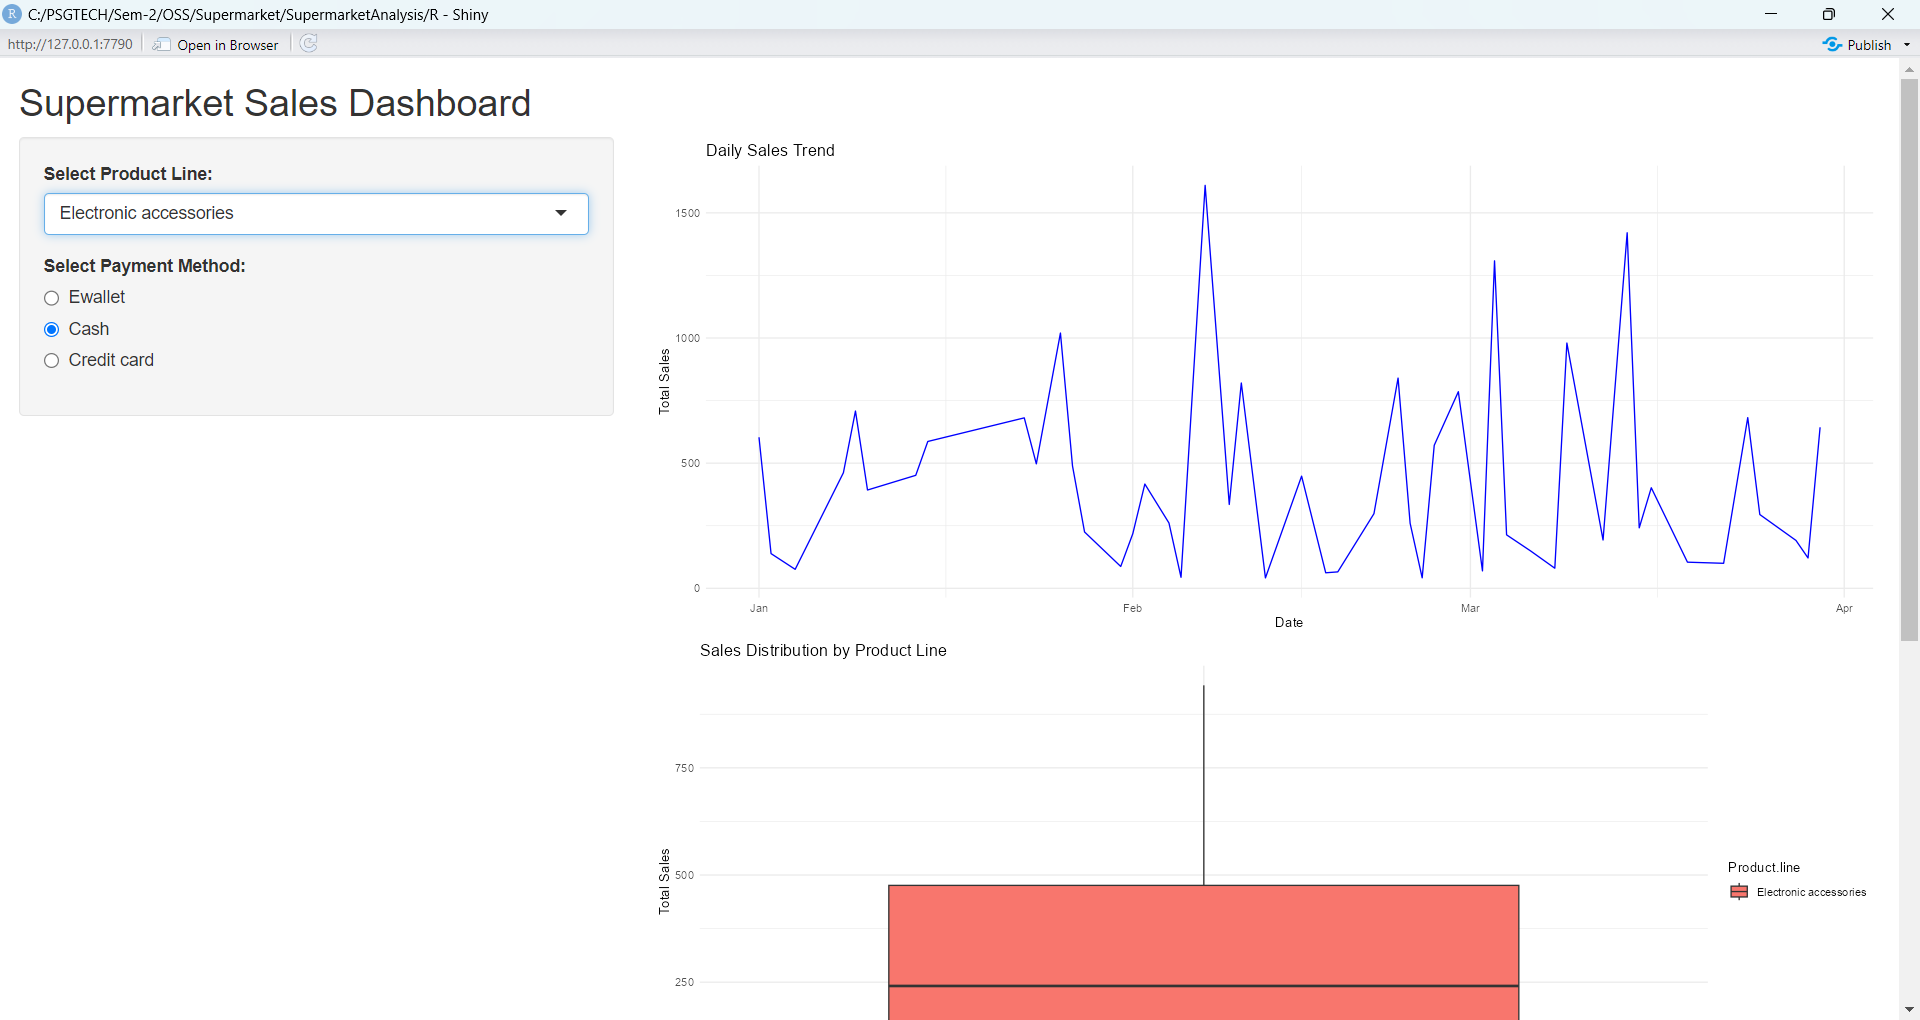 R C:/PSGTECH/Sem-2/OSS/Supermarket/SupermarketAnalysis/R - Shiny
http://127.0.0.1:7790 Open in Browser Publish
Supermarket Sales Dashboard
Select Product Line:
Electronic accessories
Select Payment Method:
Ewallet
Cash
Credit card
Daily Sales Trend
1500
1000
500
0
Total Sales
Jan Feb Mar Apr
Date
Sales Distribution by Product Line
750
500
250
Total Sales
Product.line
Electronic accessories